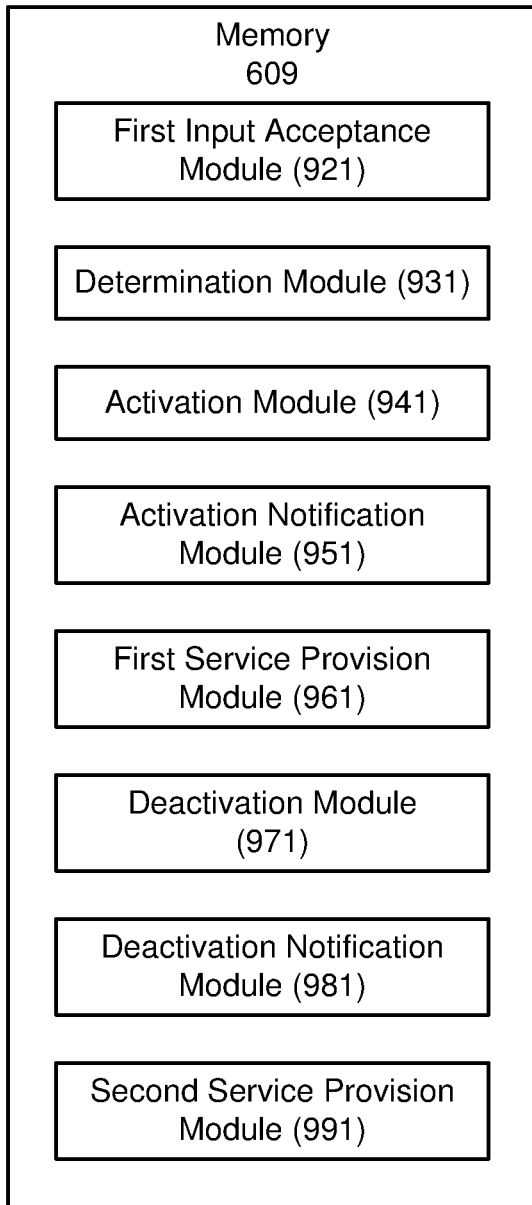 Memory
609
First Input Acceptance
Module (921)
Determination Module (931)
Activation Module (941)
Activation Notification
Module (951)
First Service Provision
Module (961)
Deactivation Module
(971)
Deactivation Notification
Module (981)
Second Service Provision
Module (991)